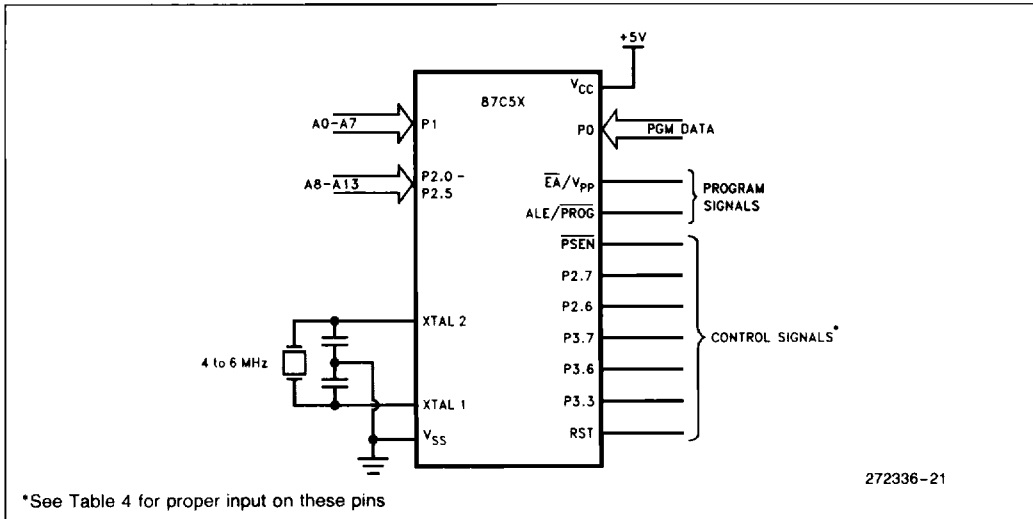 +5V
VCC
87C5X
A0-A7
P1
P0
PGM DATA
A8-A13
P2.0 -
P2.5
EA/VPP
ALE/PROG
PROGRAM
SIGNALS
PSEN
P2.7
P2.6
XTAL 2
P3.7
CONTROL SIGNALS*
4 to 6 MHz
P3.6
XTAL 1
P3.3
VSS
RST
272336-21
*See Table 4 for proper input on these pins